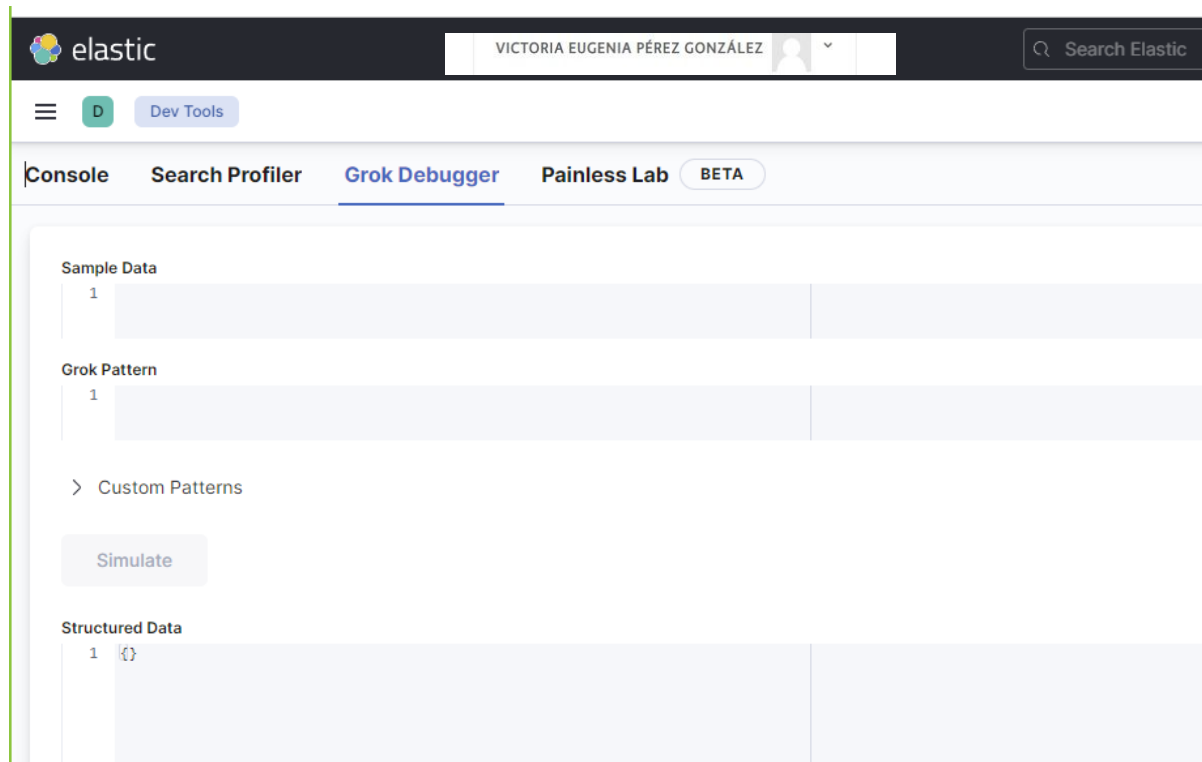 elastic
VICTORIA EUGENIA PÉREZ GONZÁLEZ
Search Elastic
D Dev Tools
Console Search Profiler Grok Debugger Painless Lab BETA
Sample Data
1
Grok Pattern
1
Custom Patterns
Simulate
Structured Data
1 {}